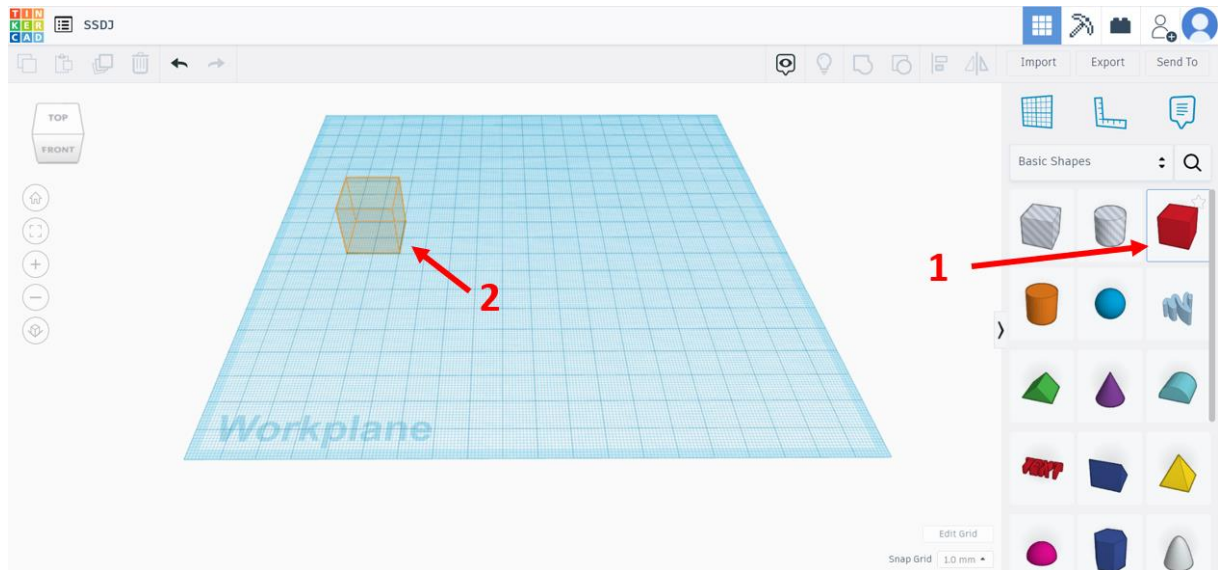 TIN
KER
CAD
SSDJ
Import Export Send To
TOP
FRONT
Basic Shapes
1
2
TEXT
Workplane
Edit Grid
Snap Grid 1.0 mm